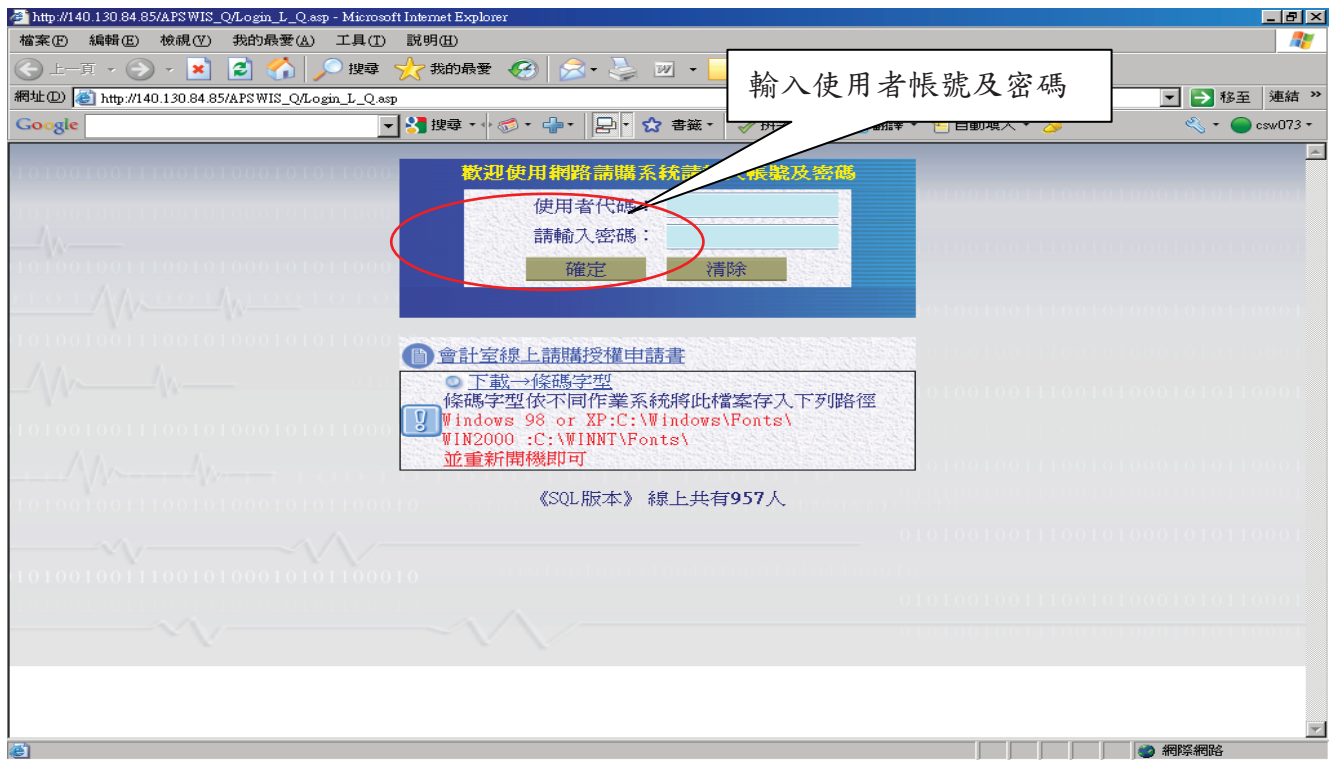 http://140.130.84.85/APSWIS_Q/Login_L_Q.asp - Microsoft Internet Explorer
檔案(F) 編輯(E) 檢視(V) 我的最愛(A) 工具(T) 說明(H)
上一頁 搜尋 我的最愛
輸入使用者帳號及密碼
網址(D) http://140.130.84.85/APSWIS_Q/Login_L_Q.asp 移至 連結 »
Google 搜尋 書籤 自動填入 csw073
歡迎使用網路請購系統請 帳號及密碼
使用者代碼：
請輸入密碼：
確定 清除
會計室線上請購授權申請書
下載→條碼字型
條碼字型依不同作業系統將此檔案存入下列路徑
Windows 98 or XP:C:\Windows\Fonts\
WIN2000 :C:\WINNT\Fonts\
並重新開機即可
《SQL版本》 線上共有957人
網際網路